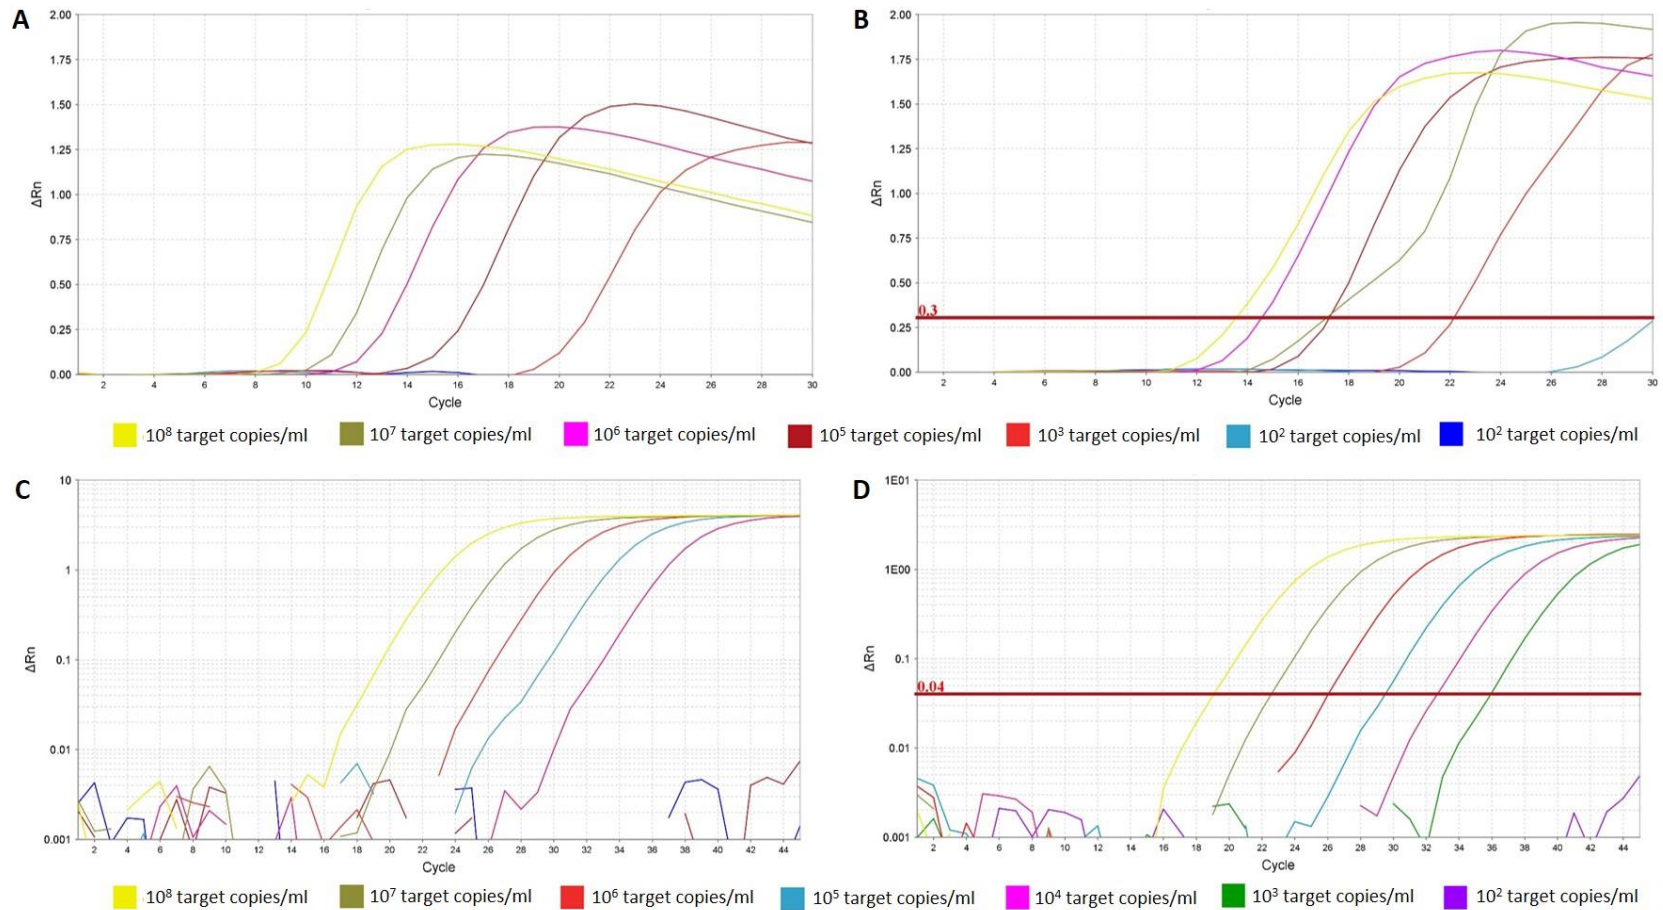 A
B
2.00
1.75
1.50
1.25
1.00
0.75
0.50
0.25
0.00
ΔRn
2 4 6 8 10 12 14 16 18 20 22 24 26 28 30
Cycle
2.00
1.75
1.50
1.25
1.00
0.75
0.50
0.25
0.00
ΔRn
0.3
2 4 6 8 10 12 14 16 18 20 22 24 26 28 30
Cycle
10⁸ target copies/ml 10⁷ target copies/ml 10⁶ target copies/ml 10⁵ target copies/ml 10³ target copies/ml 10² target copies/ml 10² target copies/ml
C
D
10
1
0.1
0.01
0.001
ΔRn
2 4 6 8 10 12 14 16 18 20 22 24 26 28 30 32 34 36 38 40 42 44
Cycle
1E01
1E00
0.1
0.01
0.001
ΔRn
0.04
2 4 6 8 10 12 14 16 18 20 22 24 26 28 30 32 34 36 38 40 42 44
Cycle
10⁸ target copies/ml 10⁷ target copies/ml 10⁶ target copies/ml 10⁵ target copies/ml 10⁴ target copies/ml 10³ target copies/ml 10² target copies/ml